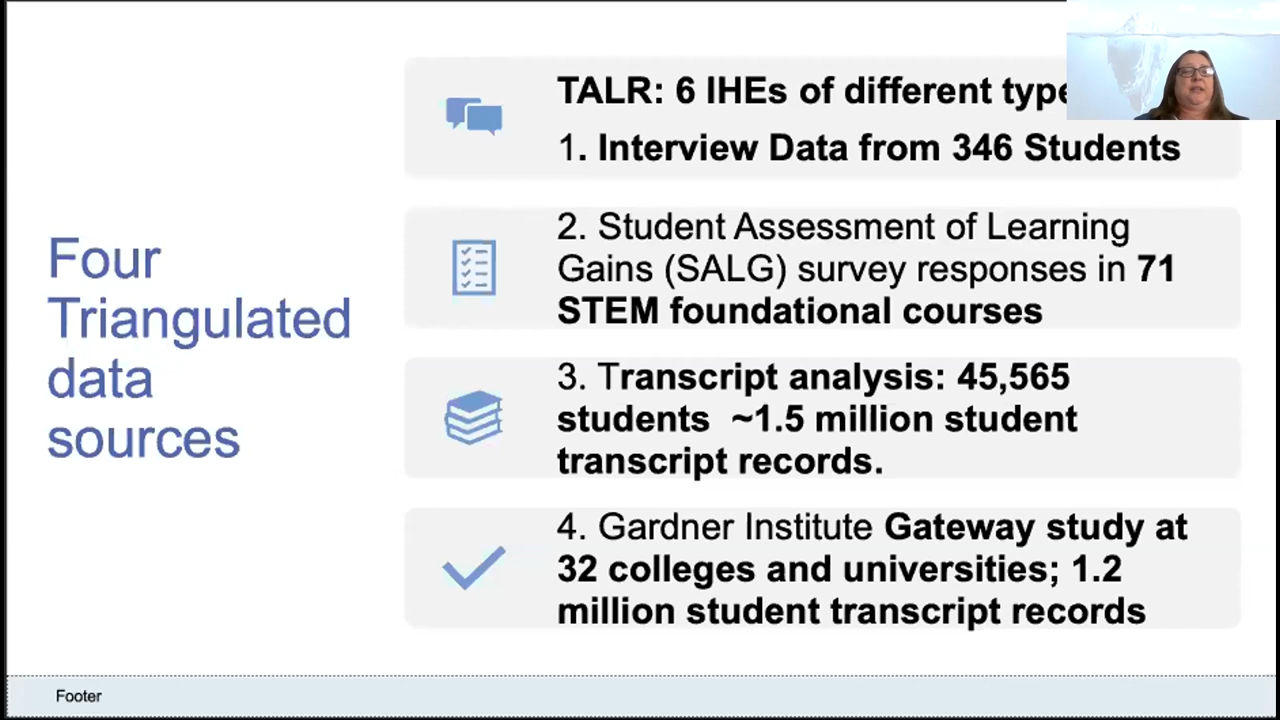 Four
Triangulated
data
sources
TALR: 6 IHEs of different
1. Interview Data from 346 Students
2. Student Assessment of Learning
Gains (SALG) survey responses in 71
STEM foundational courses
3. Transcript analysis: 45,565
students ~1.5 million student
transcript records.
4. Gardner Institute Gateway study at
32 colleges and universities; 1.2
million student transcript records
Footer